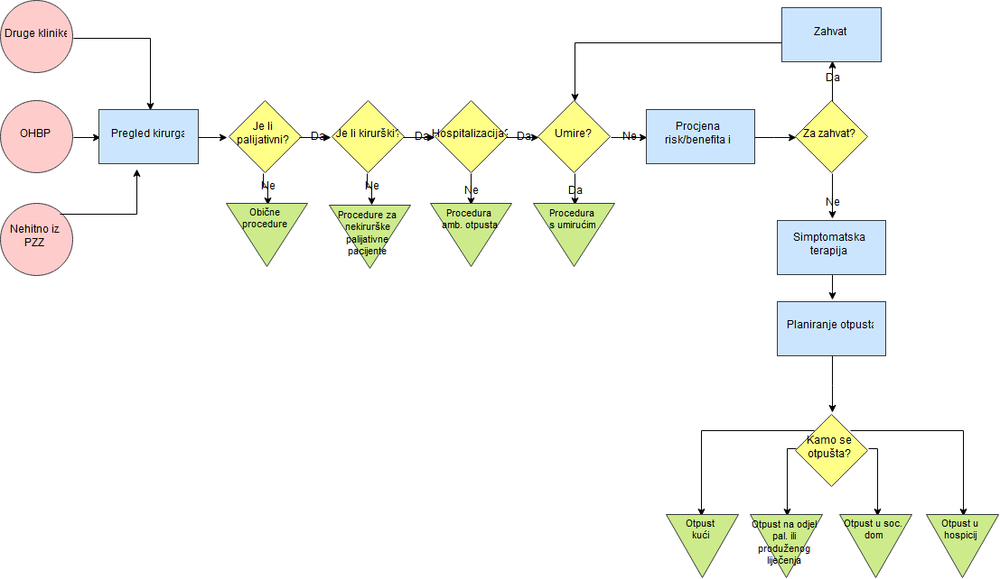 Druge klinike
Zahvat
Da
OHBP
Pregled kirurga
Je li
palijativni?
Da
Je li kirurški?
Da
Hospitalizacija?
Da
Umire?
Ne
Procjena
risk/benefita i
Za zahvat?
Ne
Ne
Ne
Da
Ne
Nehitno iz
PZZ
Obične
procedure
Procedure za
nekirurške
palijativne
pacijente
Procedura
amb. otpusta
Procedura
s umirućim
Simptomatska
terapija
Planiranje otpusta
Kamo se
otpušta?
Otpust
kući
Otpust na odjel
pal. ili
produženog
liječenja
Otpust u soc.
dom
Otpust u
hospicij